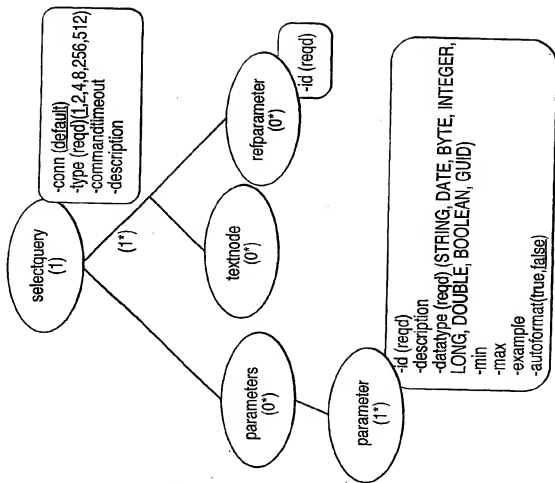 selectquery
(1)
-conn (default)
-type (reqd)(1,2,4,8,256,512)
-commandtimeout
-description
(1*)
parameters
(0*)
textnode
(0*)
refparameter
(0*)
-id (reqd)
parameter
(1*)
-id (reqd)
-description
-datatype (reqd) (STRING, DATE, BYTE, INTEGER,
LONG, DOUBLE, BOOLEAN, GUID)
-min
-max
-example
-autoformat(true,false)